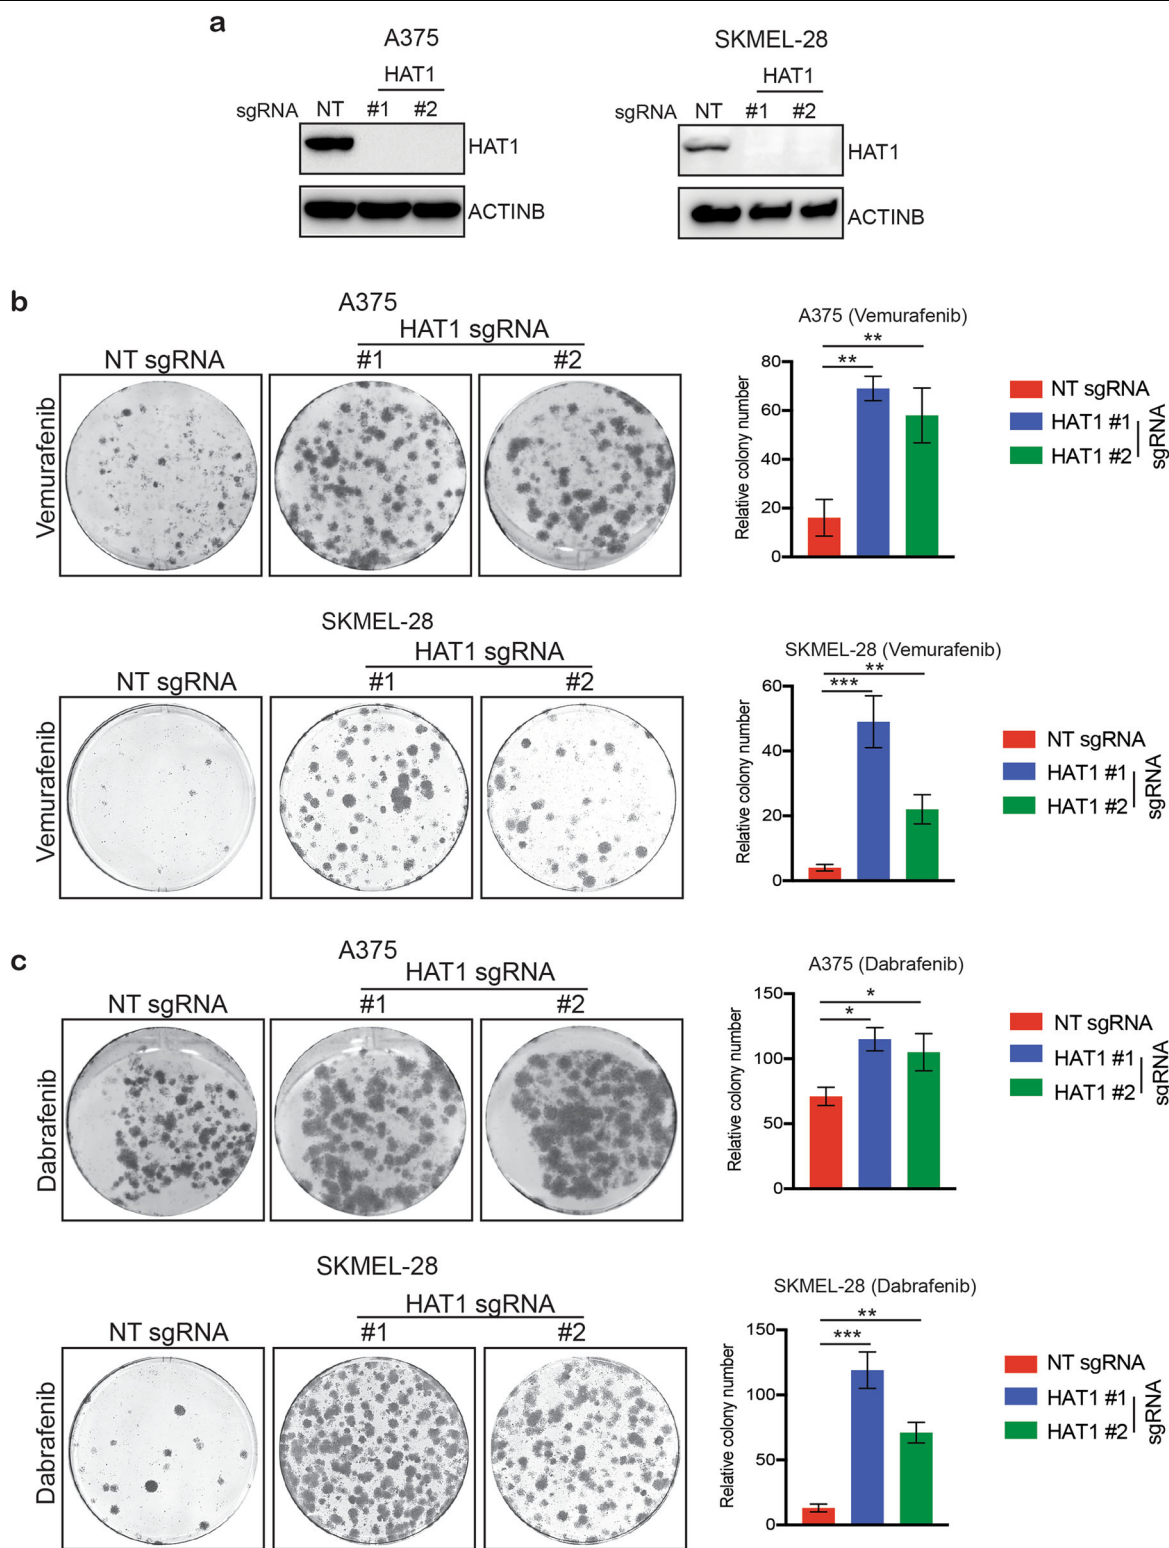 a
A375
HAT1
sgRNA NT #1 #2
HAT1
ACTINB
SKMEL-28
HAT1
sgRNA NT #1 #2
HAT1
ACTINB
b
A375
HAT1 sgRNA
NT sgRNA #1 #2
Vemurafenib
A375 (Vemurafenib)
** 
**
Relative colony number
80
60
40
20
0
NT sgRNA
HAT1 #1
HAT1 #2
sgRNA
SKMEL-28
HAT1 sgRNA
NT sgRNA #1 #2
Vemurafenib
SKMEL-28 (Vemurafenib)
**
***
Relative colony number
60
40
20
0
NT sgRNA
HAT1 #1
HAT1 #2
sgRNA
c
A375
HAT1 sgRNA
NT sgRNA #1 #2
Dabrafenib
A375 (Dabrafenib)
*
*
Relative colony number
150
100
50
0
NT sgRNA
HAT1 #1
HAT1 #2
sgRNA
SKMEL-28
HAT1 sgRNA
NT sgRNA #1 #2
Dabrafenib
SKMEL-28 (Dabrafenib)
**
***
Relative colony number
150
100
50
0
NT sgRNA
HAT1 #1
HAT1 #2
sgRNA